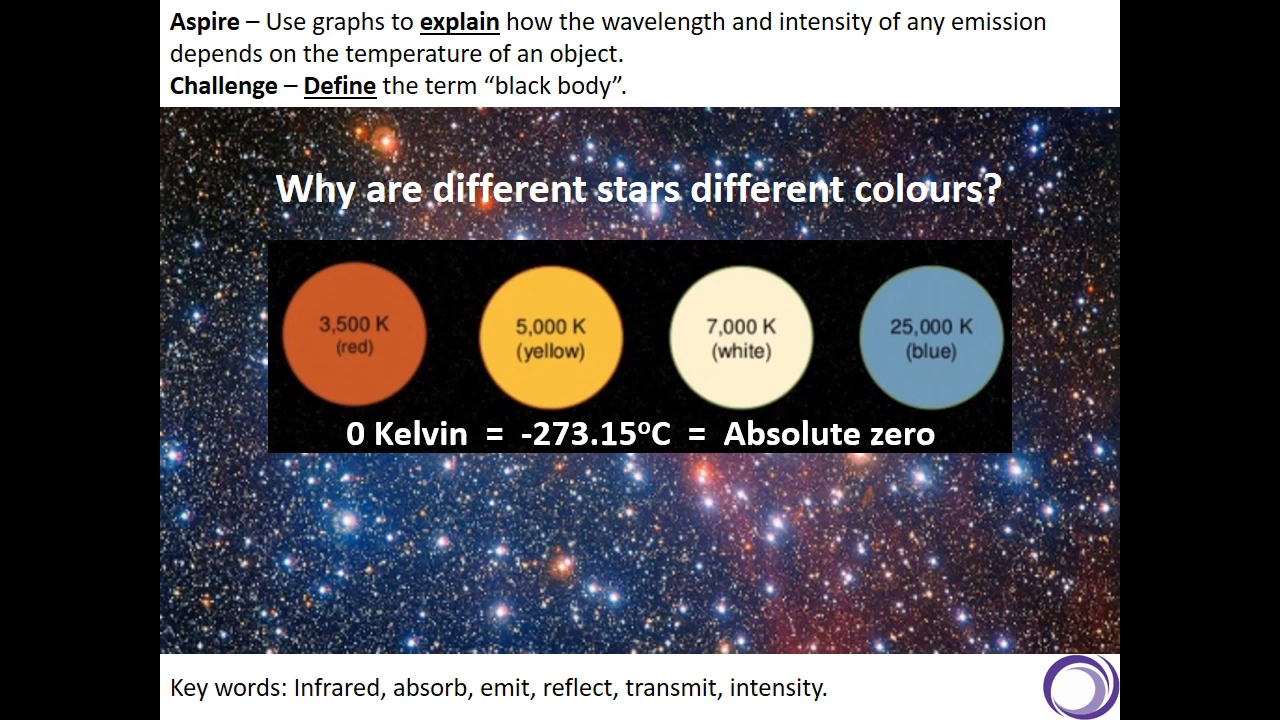 Aspire – Use graphs to explain how the wavelength and intensity of any emission
depends on the temperature of an object.
Challenge – Define the term “black body”.
Why are different stars different colours?
3,500 K
(red)
5,000 K
(yellow)
7,000 K
(white)
25,000 K
(blue)
0 Kelvin = -273.15ºC = Absolute zero
Key words: Infrared, absorb, emit, reflect, transmit, intensity.